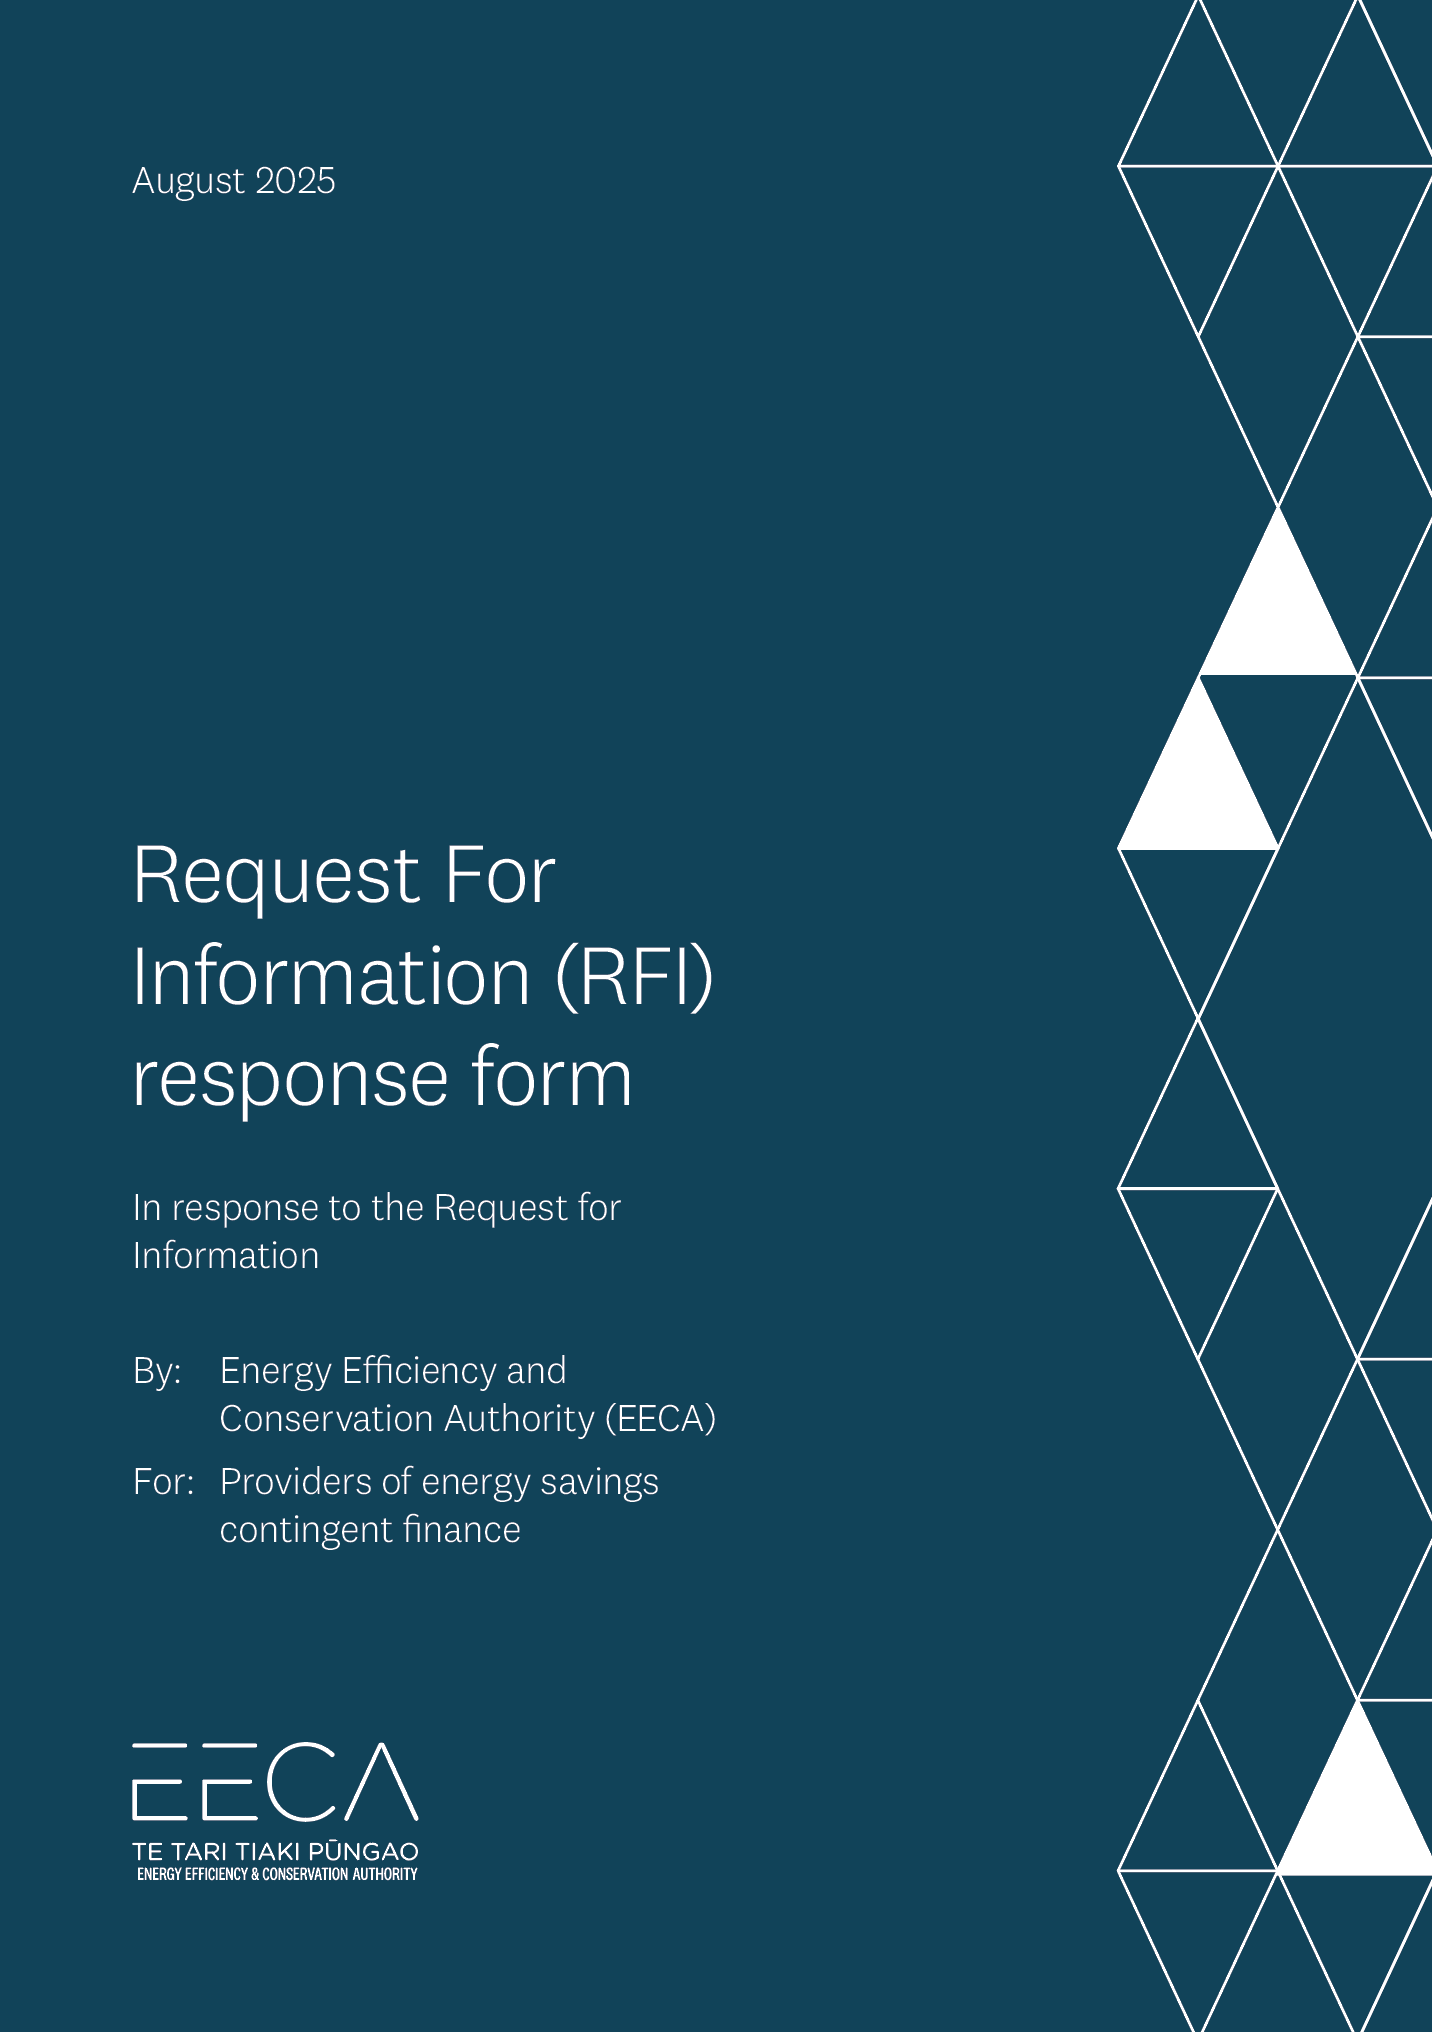 August 2025
Request For
Information (RFI)
response form
In response to the Request for
Information
By: Energy Efficiency and
Conservation Authority (EECA)
For: Providers of energy savings
contingent finance
EECA
TE TARI TIAKI PŪNGAO
ENERGY EFFICIENCY & CONSERVATION AUTHORITY